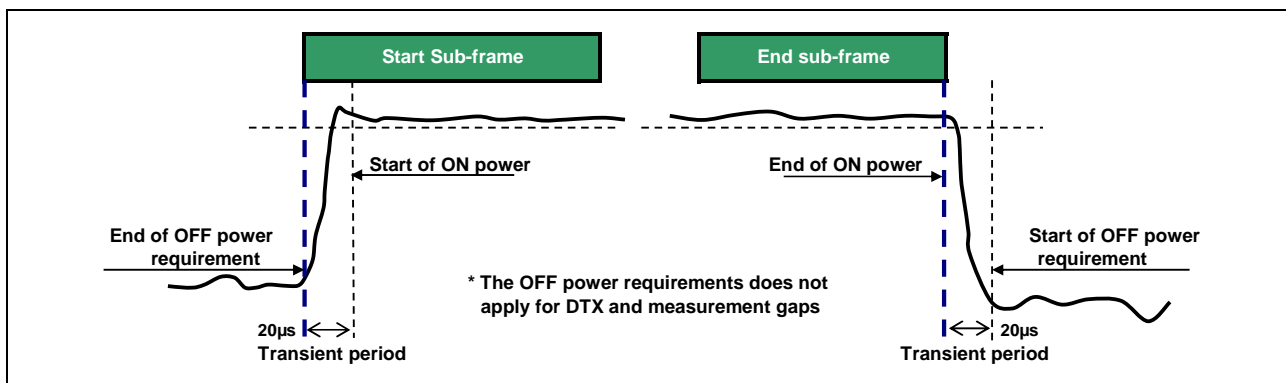 Start Sub-frame
End sub-frame
Start of ON power
End of ON power
End of OFF power
requirement
Start of OFF power
requirement
* The OFF power requirements does not
apply for DTX and measurement gaps
20µs
Transient period
20µs
Transient period